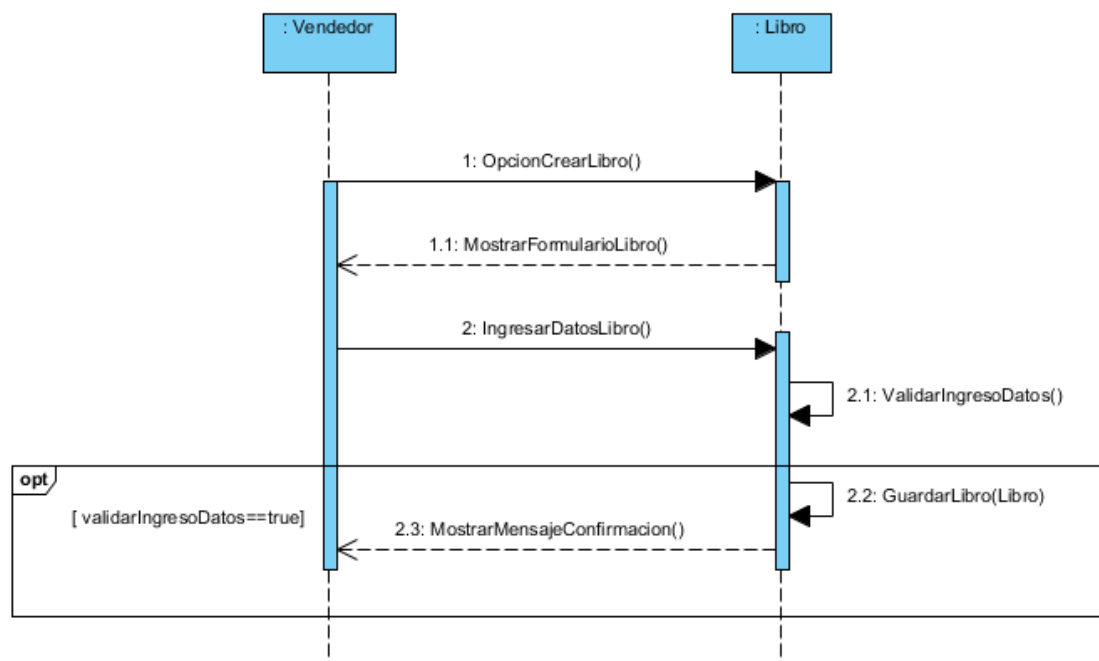 : Vendedor
: Libro
1: OpcionCrearLibro()
1.1: MostrarFormularioLibro()
2: IngresarDatosLibro()
2.1: ValidarIngresoDatos()
opt
2.2: GuardarLibro(Libro)
[ validarIngresoDatos==true]
2.3: MostrarMensajeConfirmacion()